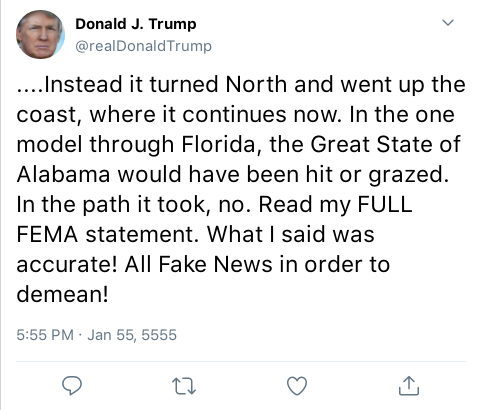 Donald J. Trump
@realDonaldTrump
....Instead it turned North and went up the
coast, where it continues now. In the one
model through Florida, the Great State of
Alabama would have been hit or grazed.
In the path it took, no. Read my FULL
FEMA statement. What I said was
accurate! All Fake News in order to
demean!
5:55 PM · Jan 55, 5555